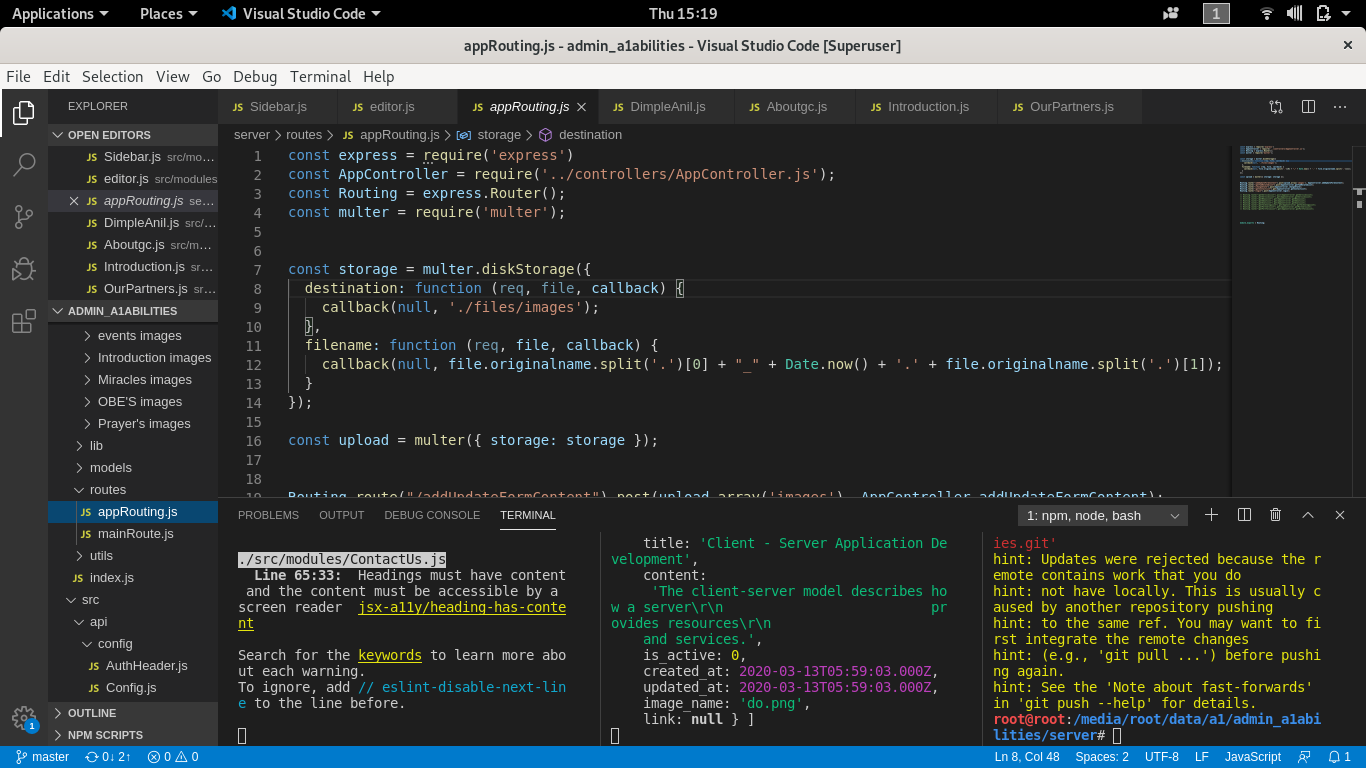 Applications Places Visual Studio Code Thu 15:19 1
appRouting.js - admin_a1abilities - Visual Studio Code [Superuser] ×
File Edit Selection View Go Debug Terminal Help
EXPLORER
JS Sidebar.js JS editor.js JS appRouting.js JS DimpleAnil.js JS Aboutgc.js JS Introduction.js JS OurPartners.js
OPEN EDITORS
JS Sidebar.js src/mo...
JS editor.js src/modules
JS appRouting.js se...
JS DimpleAnil.js src/...
JS Aboutgc.js src/m...
JS Introduction.js sr...
JS OurPartners.js sr...
ADMIN_A1ABILITIES
events images
Introduction images
Miracles images
OBE'S images
Prayer's images
lib
models
routes
JS appRouting.js
JS mainRoute.js
utils
JS index.js
src
api
config
JS AuthHeader.js
JS Config.js
OUTLINE
NPM SCRIPTS
1
server > routes > JS appRouting.js > storage > destination
1 const express = require('express')
2 const AppController = require('../controllers/AppController.js');
3 const Routing = express.Router();
4 const multer = require('multer');
5
6
7 const storage = multer.diskStorage({
8 destination: function (req, file, callback) {
9 callback(null, './files/images');
10 },
11 filename: function (req, file, callback) {
12 callback(null, file.originalname.split('.')[0] + "_" + Date.now() + '.' + file.originalname.split('.')[1]);
13 }
14 });
15
16 const upload = multer({ storage: storage });
17
18
19 Routing.route("/addUpdateFormContent").post(upload.array('images'), AppController.addUpdateFormContent);
PROBLEMS OUTPUT DEBUG CONSOLE TERMINAL 1: npm, node, bash
./src/modules/ContactUs.js
Line 65:33: Headings must have content
and the content must be accessible by a
screen reader jsx-a11y/heading-has-conte
nt
Search for the keywords to learn more abo
ut each warning.
To ignore, add // eslint-disable-next-lin
e to the line before.
title: 'Client - Server Application De
velopment',
content:
'The client-server model describes ho
w a server\r\n pr
ovides resources\r\n
and services.',
is_active: 0,
created_at: 2020-03-13T05:59:03.000Z,
updated_at: 2020-03-13T05:59:03.000Z,
image_name: 'do.png',
link: null } ]
ies.git'
hint: Updates were rejected because the r
emote contains work that you do
hint: not have locally. This is usually c
aused by another repository pushing
hint: to the same ref. You may want to fi
rst integrate the remote changes
hint: (e.g., 'git pull ...') before pushi
ng again.
hint: See the 'Note about fast-forwards'
in 'git push --help' for details.
root@root:/media/root/data/a1/admin_a1abi
lities/server#
master 0↓ 2↑ 0 0 Ln 8, Col 48 Spaces: 2 UTF-8 LF JavaScript 1